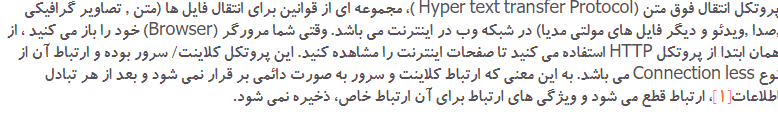 پروتکل انتقال فوق متن (Hyper text transfer Protocol )، مجموعه ای از قوانین برای انتقال فایل ها (متن , تصاویر گرافیکی
,صدا ,ویدئو و دیگر فایل های مولتی مدیا) در شبکه وب در اینترنت می باشد. وقتی شما مرورگر (Browser) خود را باز می کنید ، از
همان ابتدا از پروتکل HTTP استفاده می کنید تا صفحات اینترنت را مشاهده کنید. این پروتکل کلاینت/ سرور بوده و ارتباط آن از
نوع Connection less می باشد. به این معنی که ارتباط کلاینت و سرور به صورت دائمی بر قرار نمی شود و بعد از هر تبادل
اطلاعات[۱]، ارتباط قطع می شود و ویژگی های ارتباط برای آن ارتباط خاص، ذخیره نمی شود.